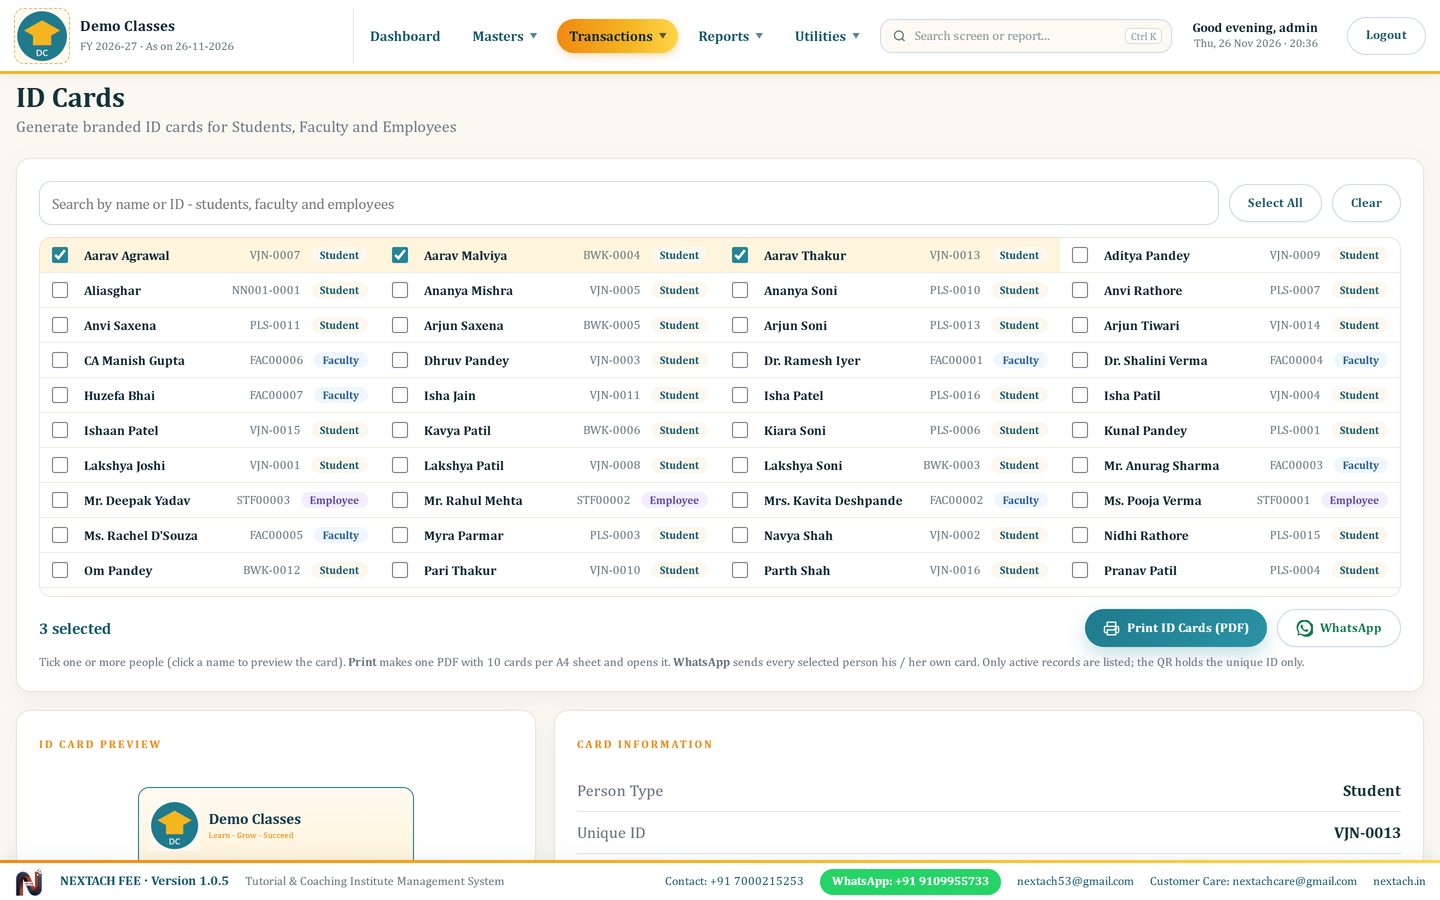 DC
Demo Classes
FY 2026-27 · As on 26-11-2026
Dashboard
Masters
Transactions
Reports
Utilities
Search screen or report...
Ctrl K
Good evening, admin
Thu, 26 Nov 2026 · 20:36
Logout
ID Cards
Generate branded ID cards for Students, Faculty and Employees
Search by name or ID - students, faculty and employees
Select All
Clear
Aarav Agrawal VJN-0007 Student Aarav Malviya BWK-0004 Student Aarav Thakur VJN-0013 Student Aditya Pandey VJN-0009 Student
Aliasghar NN001-0001 Student Ananya Mishra VJN-0005 Student Ananya Soni PLS-0010 Student Anvi Rathore PLS-0007 Student
Anvi Saxena PLS-0011 Student Arjun Saxena BWK-0005 Student Arjun Soni PLS-0013 Student Arjun Tiwari VJN-0014 Student
CA Manish Gupta FAC00006 Faculty Dhruv Pandey VJN-0003 Student Dr. Ramesh Iyer FAC00001 Faculty Dr. Shalini Verma FAC00004 Faculty
Huzefa Bhai FAC00007 Faculty Isha Jain VJN-0011 Student Isha Patel PLS-0016 Student Isha Patil VJN-0004 Student
Ishaan Patel VJN-0015 Student Kavya Patil BWK-0006 Student Kiara Soni PLS-0006 Student Kunal Pandey PLS-0001 Student
Lakshya Joshi VJN-0001 Student Lakshya Patil VJN-0008 Student Lakshya Soni BWK-0003 Student Mr. Anurag Sharma FAC00003 Faculty
Mr. Deepak Yadav STF00003 Employee Mr. Rahul Mehta STF00002 Employee Mrs. Kavita Deshpande FAC00002 Faculty Ms. Pooja Verma STF00001 Employee
Ms. Rachel D'Souza FAC00005 Faculty Myra Parmar PLS-0003 Student Navya Shah VJN-0002 Student Nidhi Rathore PLS-0015 Student
Om Pandey BWK-0012 Student Pari Thakur VJN-0010 Student Parth Shah VJN-0016 Student Pranav Patil PLS-0004 Student
3 selected
Print ID Cards (PDF)
WhatsApp
Tick one or more people (click a name to preview the card). Print makes one PDF with 10 cards per A4 sheet and opens it. WhatsApp sends every selected person his / her own card. Only active records are listed; the QR holds the unique ID only.
ID CARD PREVIEW
DC
Demo Classes
Learn · Grow · Succeed
CARD INFORMATION
Person Type Student
Unique ID VJN-0013
N
NEXTACH FEE · Version 1.0.5
Tutorial & Coaching Institute Management System
Contact: +91 7000215253
WhatsApp: +91 9109955733
nextach53@gmail.com
Customer Care: nextachcare@gmail.com
nextach.in